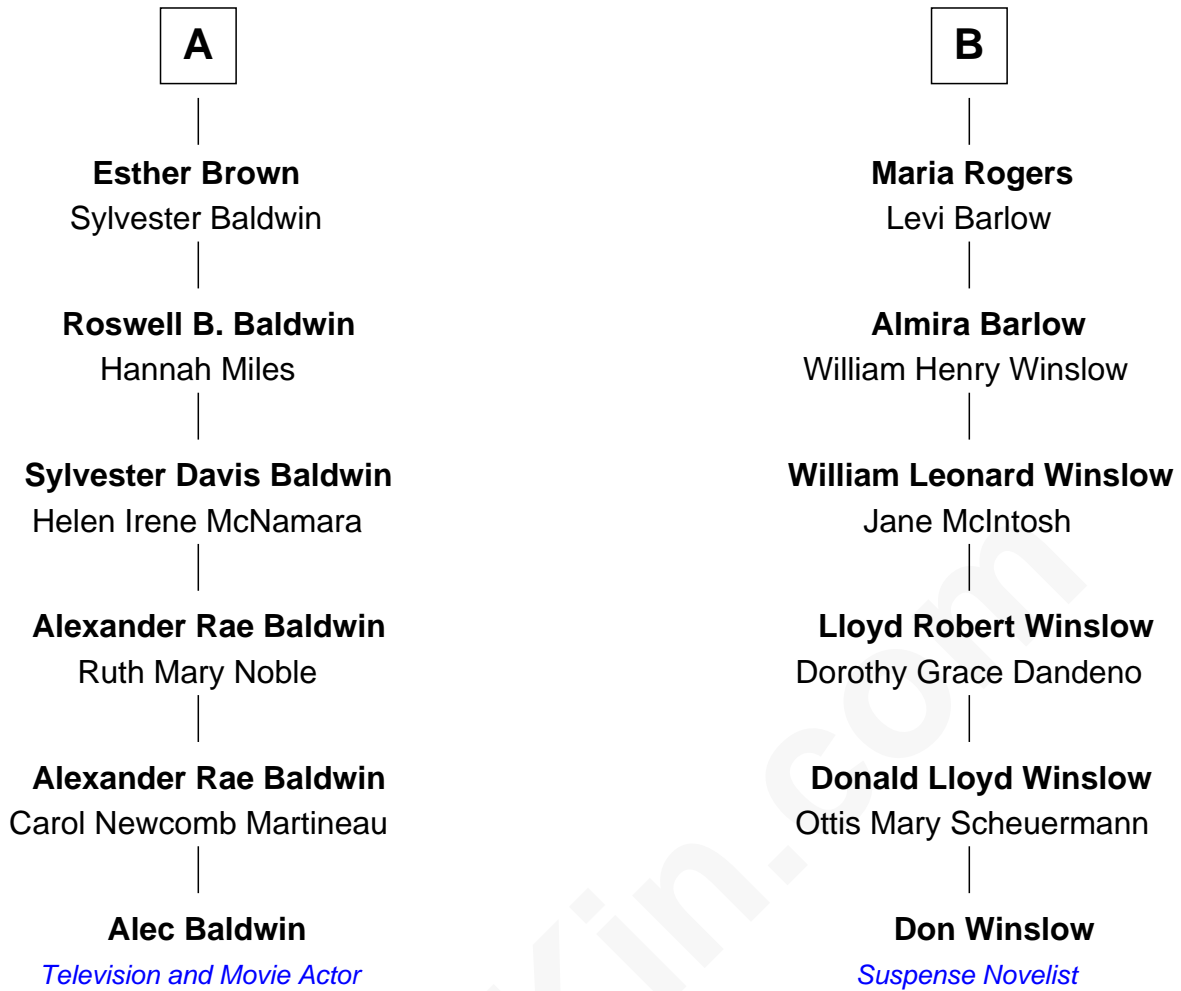 A
Esther Brown
Sylvester Baldwin
Roswell B. Baldwin
Hannah Miles
Sylvester Davis Baldwin
Helen Irene McNamara
Alexander Rae Baldwin
Ruth Mary Noble
Alexander Rae Baldwin
Carol Newcomb Martineau
Alec Baldwin
Television and Movie Actor
B
Maria Rogers
Levi Barlow
Almira Barlow
William Henry Winslow
William Leonard Winslow
Jane McIntosh
Lloyd Robert Winslow
Dorothy Grace Dandeno
Donald Lloyd Winslow
Ottis Mary Scheuermann
Don Winslow
Suspense Novelist
Kin.com